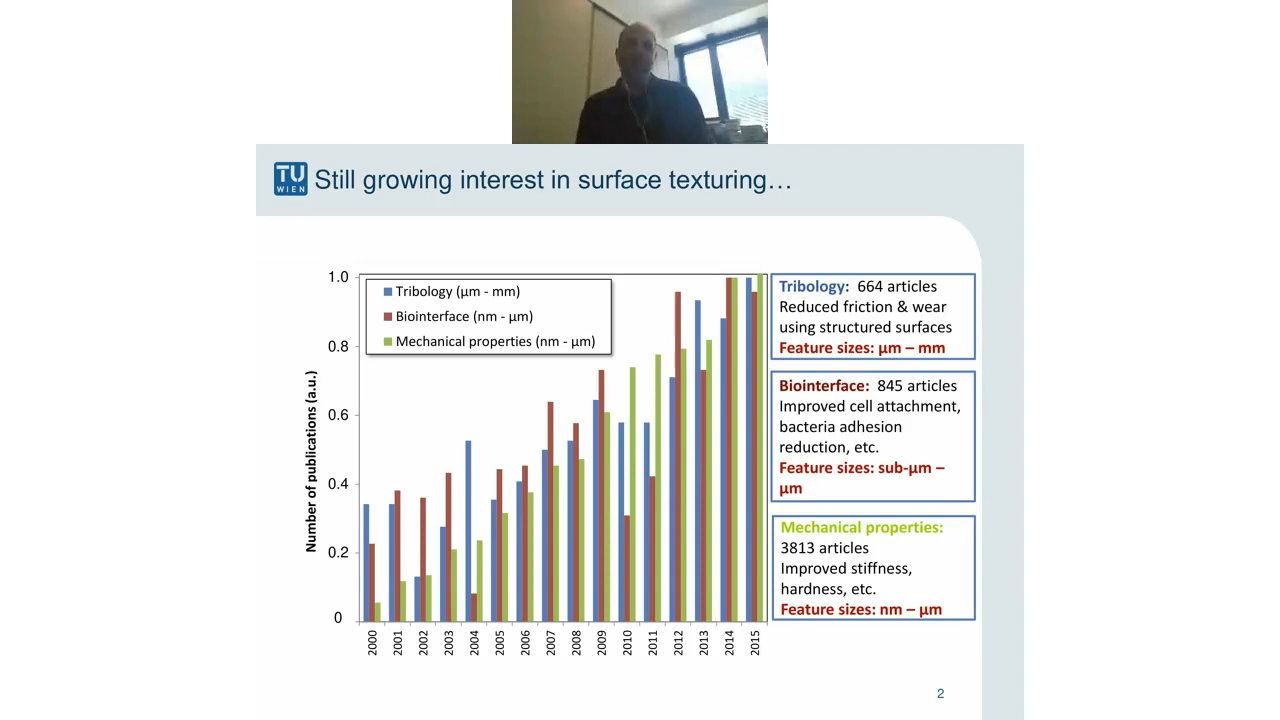 TU
WIEN
Still growing interest in surface texturing…
Number of publications (a.u.)
1.0
0.8
0.6
0.4
0.2
0
Tribology (µm - mm)
Biointerface (nm - µm)
Mechanical properties (nm - µm)
2000 2001 2002 2003 2004 2005 2006 2007 2008 2009 2010 2011 2012 2013 2014 2015
Tribology: 664 articles
Reduced friction & wear
using structured surfaces
Feature sizes: µm – mm
Biointerface: 845 articles
Improved cell attachment,
bacteria adhesion
reduction, etc.
Feature sizes: sub-µm –
µm
Mechanical properties:
3813 articles
Improved stiffness,
hardness, etc.
Feature sizes: nm – µm
2